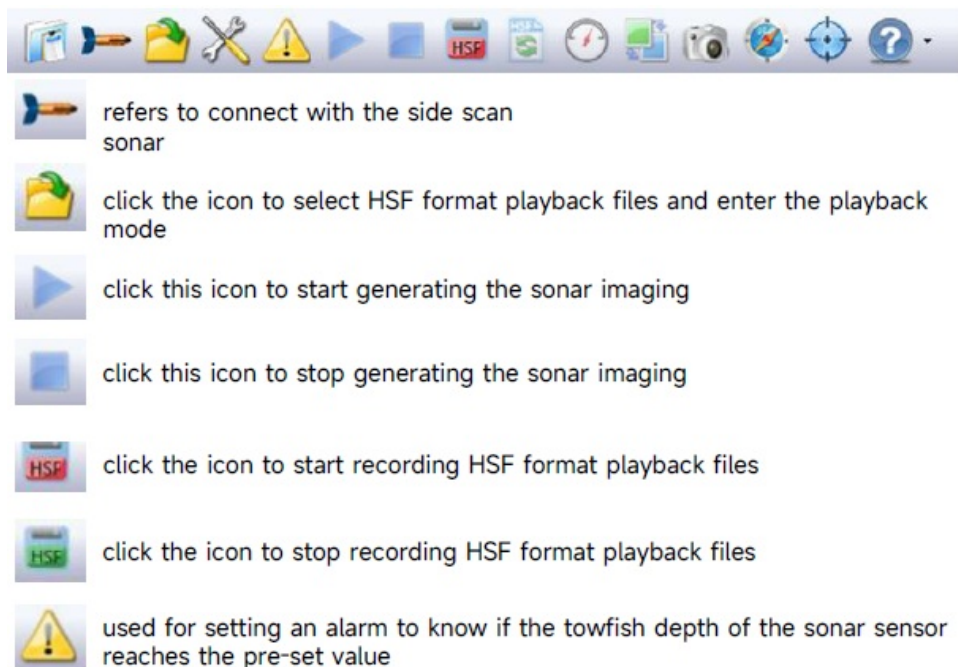 HSF
refers to connect with the side scan
sonar
click the icon to select HSF format playback files and enter the playback
mode
click this icon to start generating the sonar imaging
click this icon to stop generating the sonar imaging
HSF
click the icon to start recording HSF format playback files
HSF
click the icon to stop recording HSF format playback files
used for setting an alarm to know if the towfish depth of the sonar sensor
reaches the pre-set value